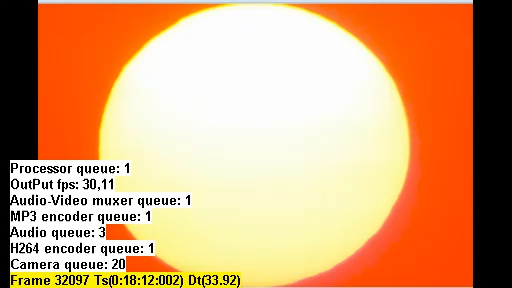 Processor queue: 1
OutPut fps: 30,11
Audio-Video muxer queue: 1
MP3 encoder queue: 1
Audio queue: 3
H264 encoder queue: 1
Camera queue: 20
Frame 32097 Ts(0:18:12:002) Dt(33.92)